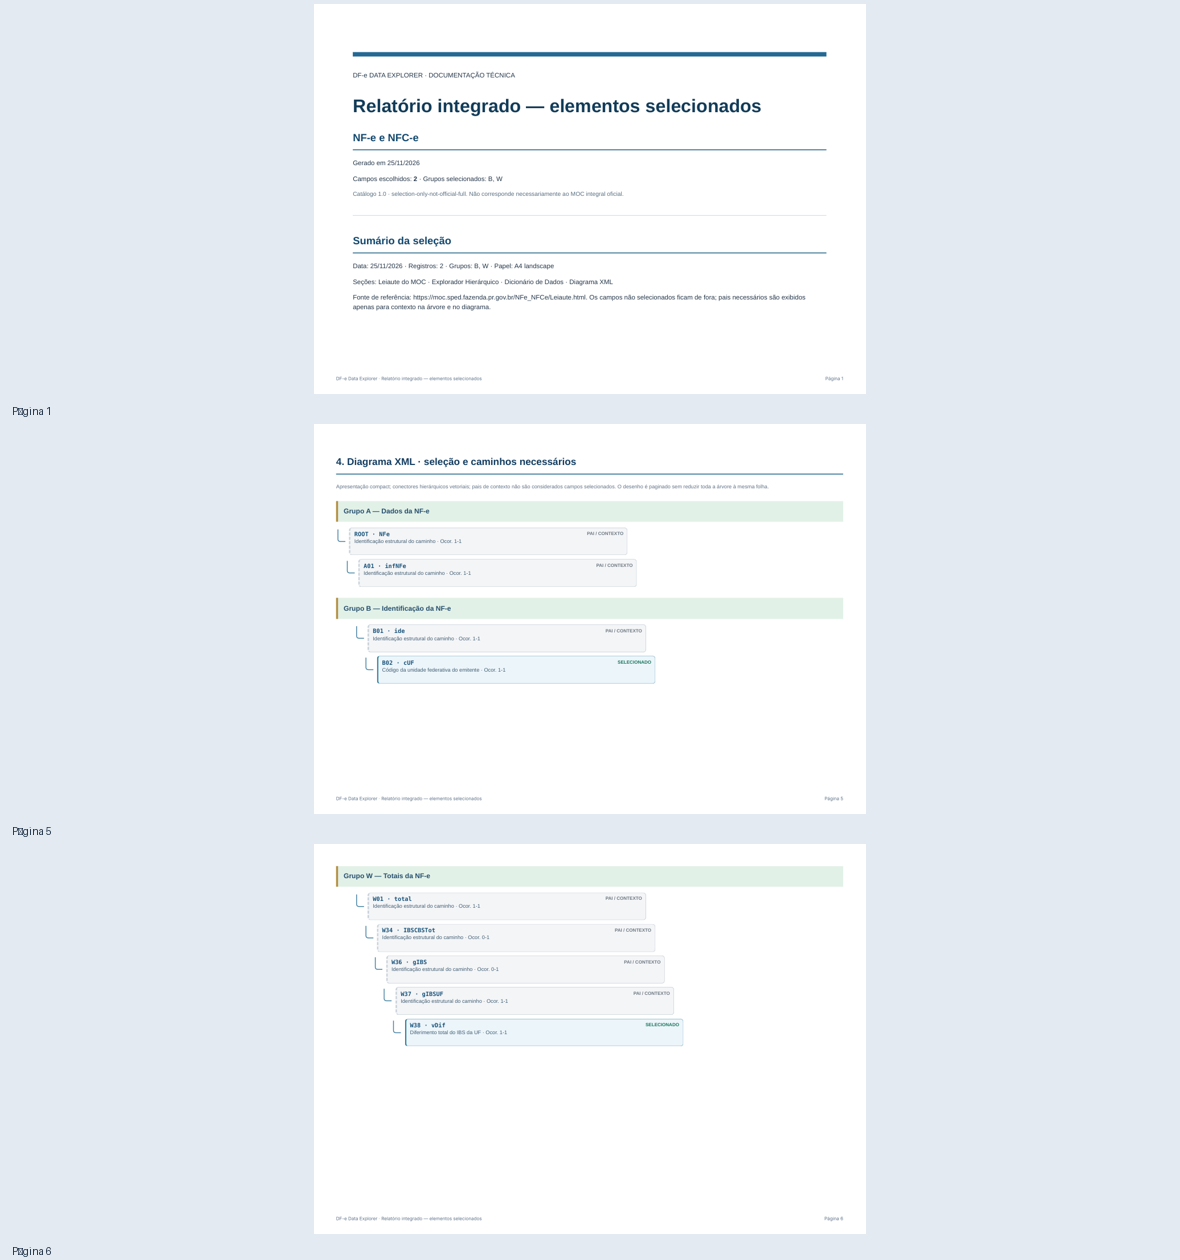 DF-e DATA EXPLORER · DOCUMENTAÇÃO TÉCNICA
Relatório integrado — elementos selecionados
NF-e e NFC-e
Gerado em 25/11/2026
Campos escolhidos: 2 · Grupos selecionados: B, W
Catálogo 1.0 · selection-only-not-official-full. Não corresponde necessariamente ao MOC integral oficial.
Sumário da seleção
Data: 25/11/2026 · Registros: 2 · Grupos: B, W · Papel: A4 landscape
Seções: Leiaute do MOC · Explorador Hierárquico · Dicionário de Dados · Diagrama XML
Fonte de referência: https://moc.sped.fazenda.pr.gov.br/NFe_NFCe/Leiaute.html. Os campos não selecionados ficam de fora; pais necessários são exibidos
apenas para contexto na árvore e no diagrama.
DF-e Data Explorer · Relatório integrado — elementos selecionados Página 1
P�gina 1
4. Diagrama XML · seleção e caminhos necessários
Apresentação compact; conectores hierárquicos vetoriais; pais de contexto não são considerados campos selecionados. O desenho é paginado sem reduzir toda a árvore à mesma folha.
Grupo A — Dados da NF-e
ROOT · NFe PAI / CONTEXTO
Identificação estrutural do caminho · Ocor. 1-1
A01 · infNFe PAI / CONTEXTO
Identificação estrutural do caminho · Ocor. 1-1
Grupo B — Identificação da NF-e
B01 · ide PAI / CONTEXTO
Identificação estrutural do caminho · Ocor. 1-1
B02 · cUF SELECIONADO
Código da unidade federativa do emitente · Ocor. 1-1
DF-e Data Explorer · Relatório integrado — elementos selecionados Página 5
P�gina 5
Grupo W — Totais da NF-e
W01 · total PAI / CONTEXTO
Identificação estrutural do caminho · Ocor. 1-1
W34 · IBSCBSTot PAI / CONTEXTO
Identificação estrutural do caminho · Ocor. 0-1
W36 · gIBS PAI / CONTEXTO
Identificação estrutural do caminho · Ocor. 0-1
W37 · gIBSUF PAI / CONTEXTO
Identificação estrutural do caminho · Ocor. 1-1
W38 · vDif SELECIONADO
Diferimento total do IBS da UF · Ocor. 1-1
DF-e Data Explorer · Relatório integrado — elementos selecionados Página 6
P�gina 6